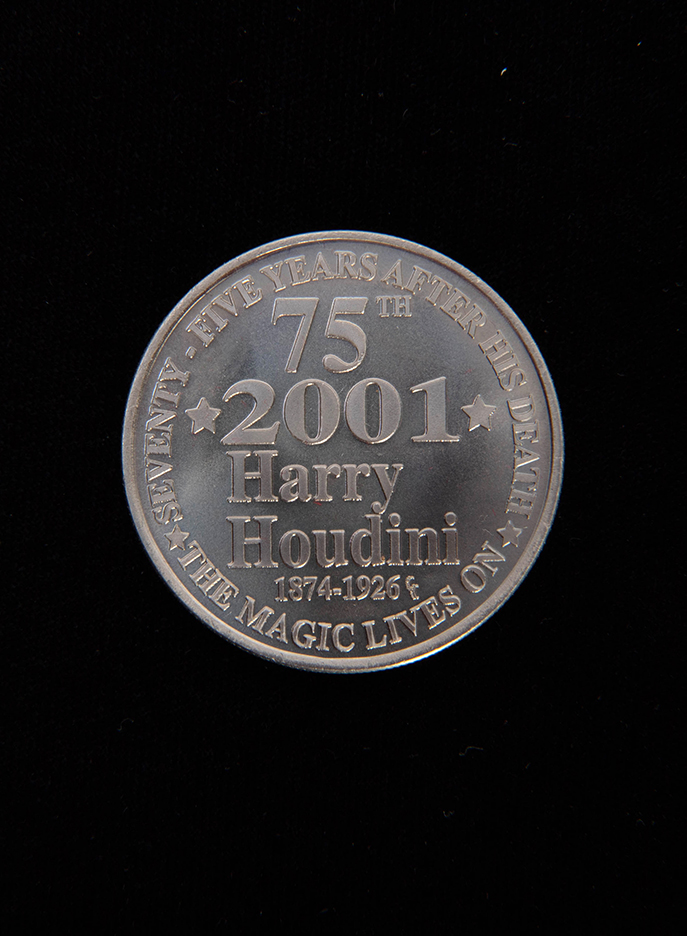 SEVENTY - FIVE YEARS AFTER HIS DEATH
75TH
2001
Harry
Houdini
1874-1926
THE MAGIC LIVES ON